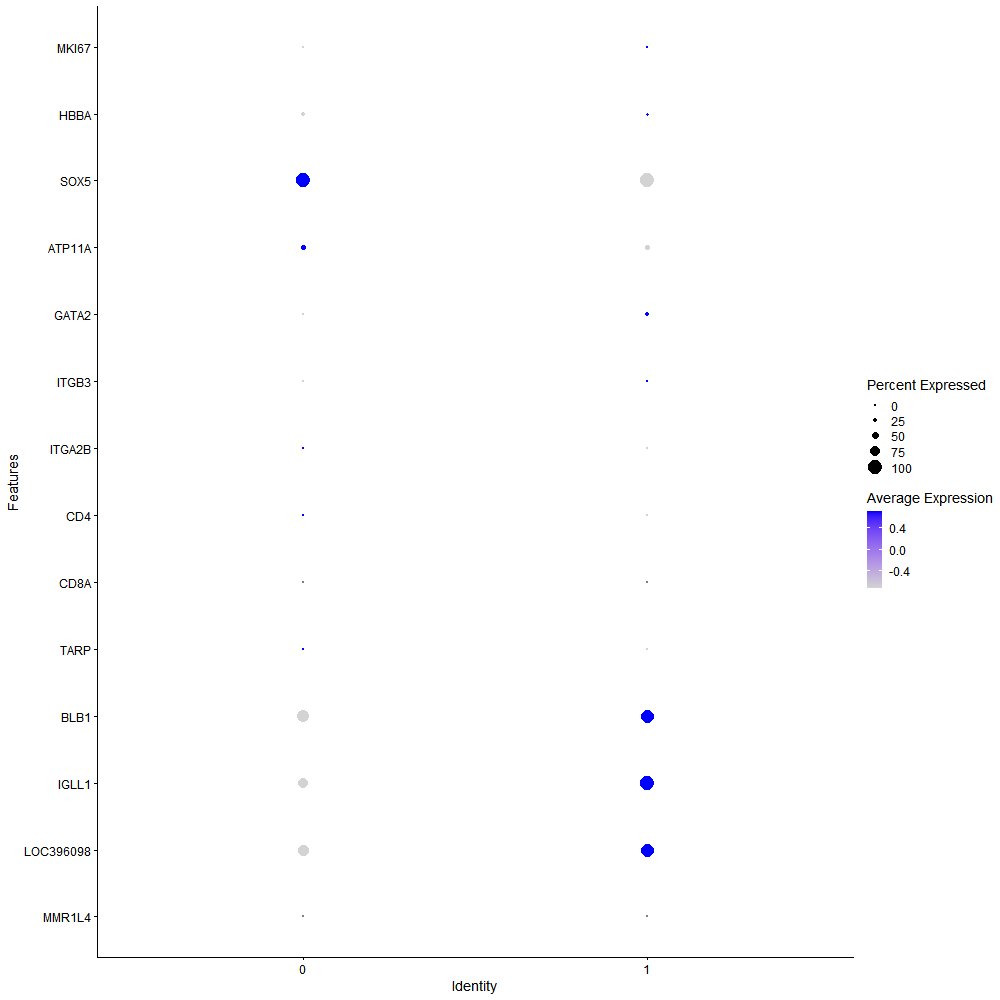 MKI67
HBBA
SOX5
ATP11A
GATA2
ITGB3
ITGA2B
CD4
CD8A
TARP
BLB1
IGLL1
LOC396098
MMR1L4
Features
0 1
Identity
Percent Expressed
0
25
50
75
100
Average Expression
0.4
0.0
-0.4